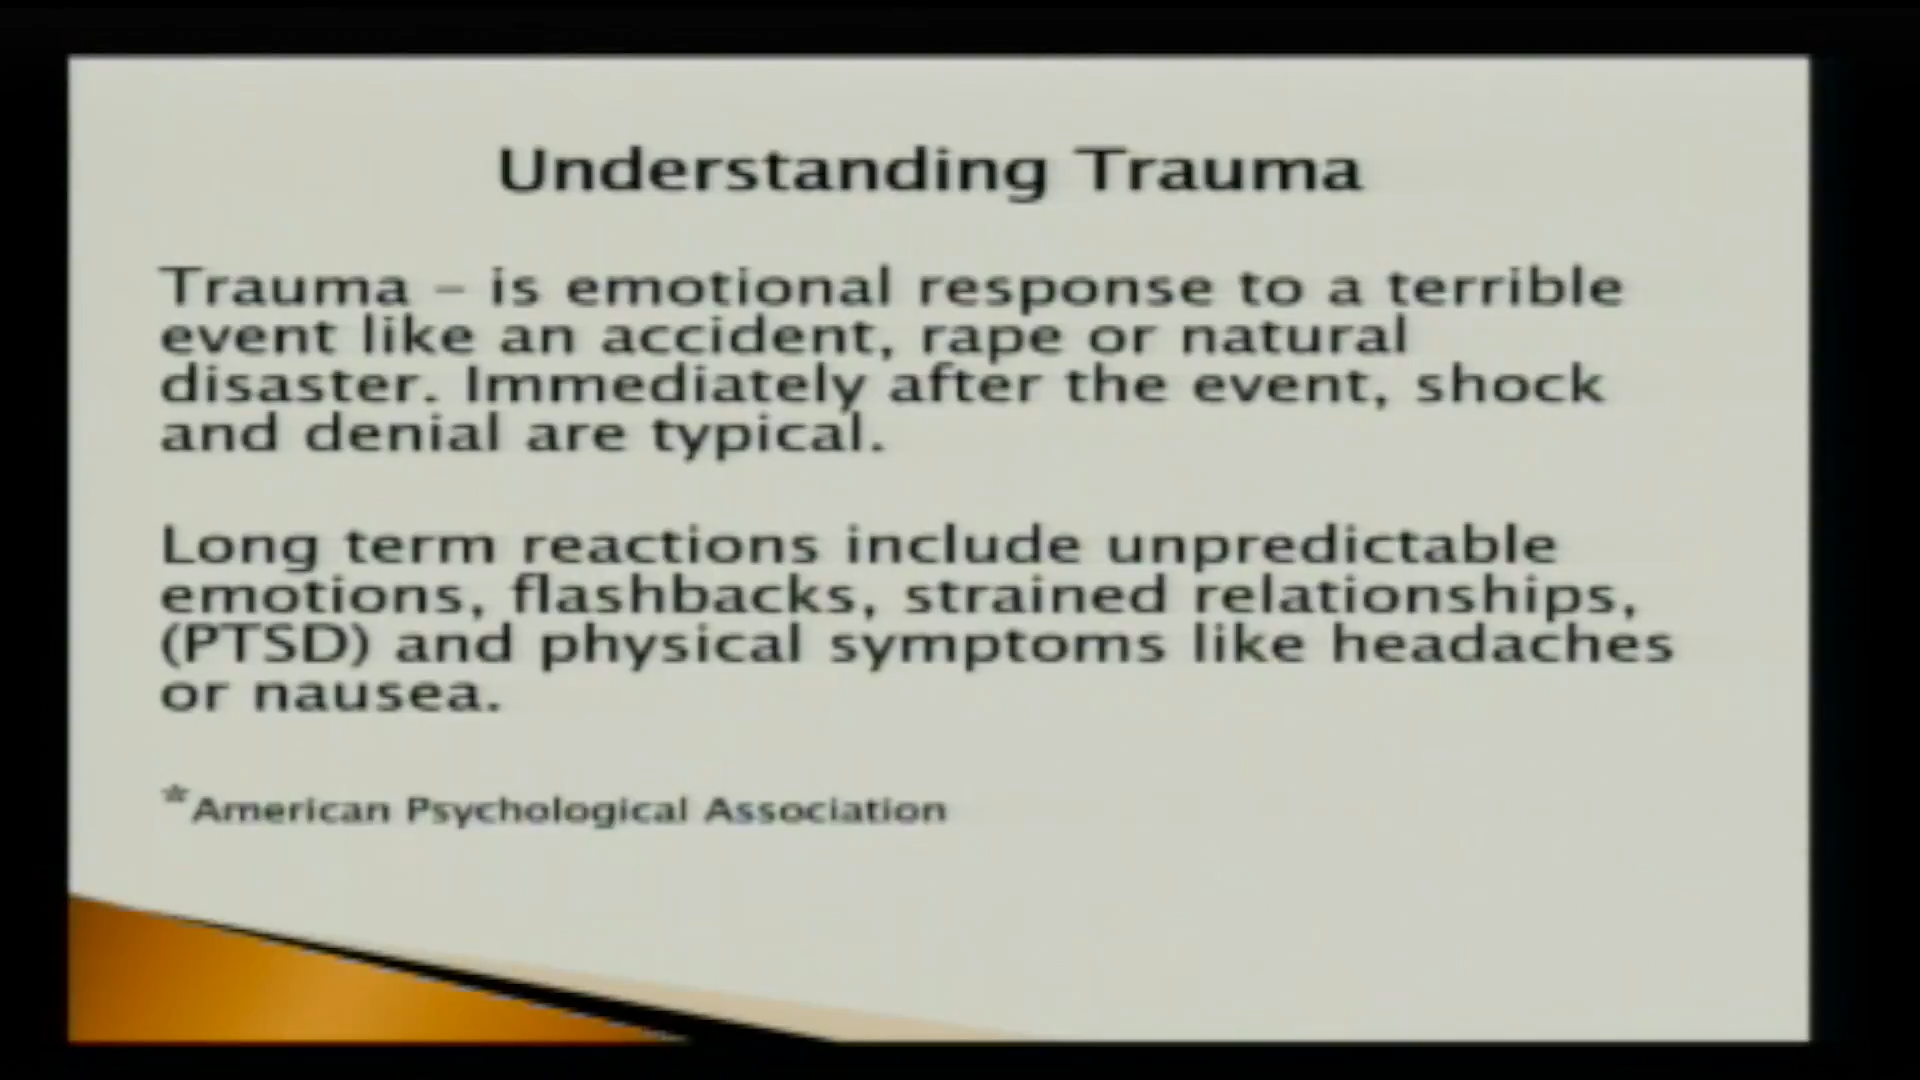 Understanding Trauma
Trauma – is emotional response to a terrible
event like an accident, rape or natural
disaster. Immediately after the event, shock
and denial are typical.
Long term reactions include unpredictable
emotions, flashbacks, strained relationships,
(PTSD) and physical symptoms like headaches
or nausea.
*American Psychological Association